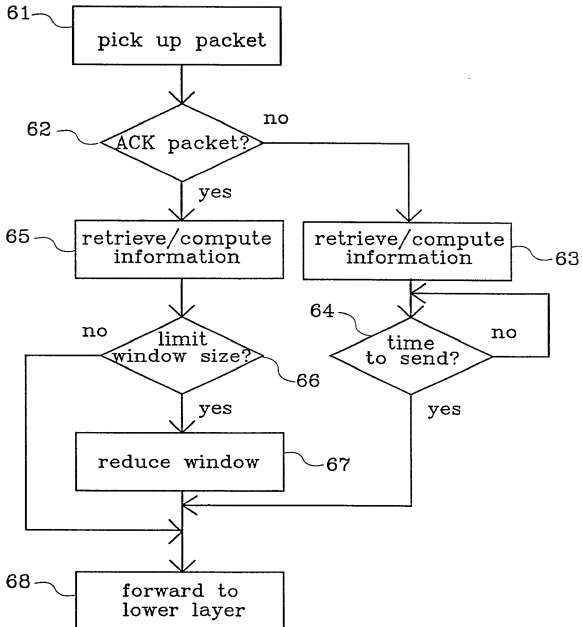 61
pick up packet
62
ACK packet?
no
yes
65
retrieve/compute
information
retrieve/compute
information
63
no
limit
window size?
66
64
time
to send?
no
yes
yes
reduce window
67
68
forward to
lower layer